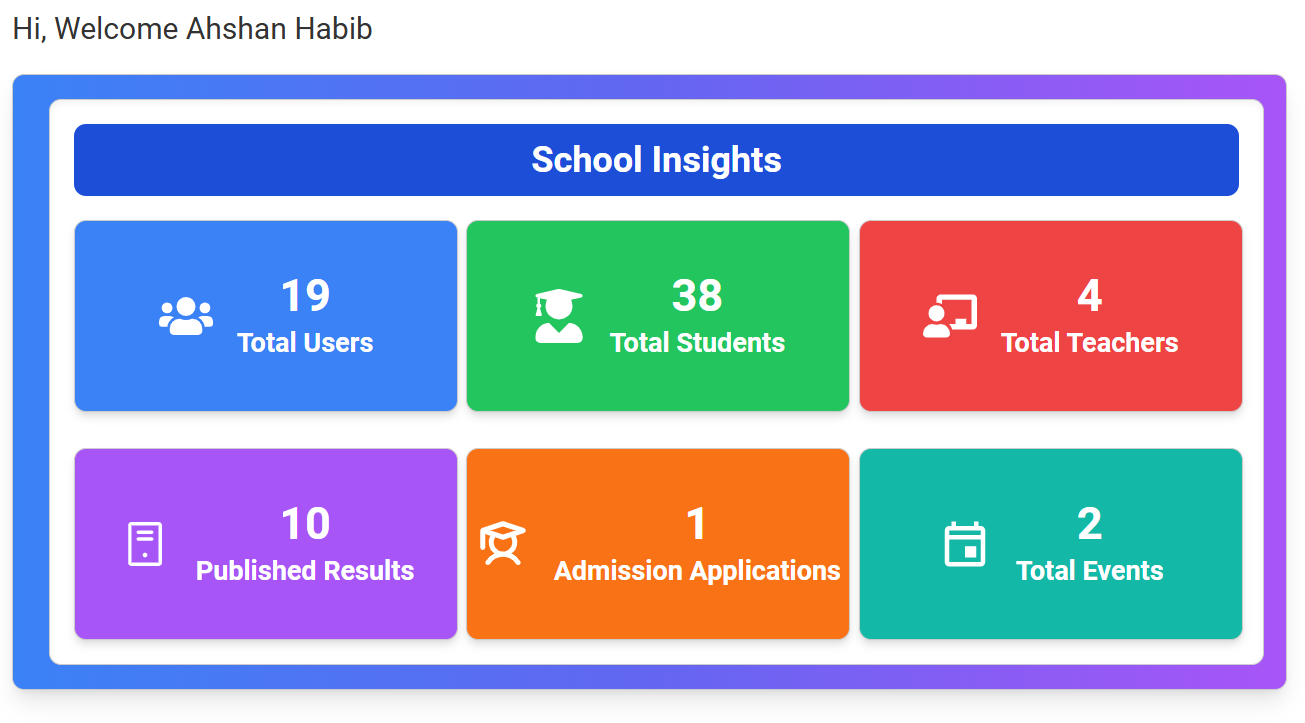 Hi, Welcome Ahshan Habib
School Insights
19
Total Users
38
Total Students
4
Total Teachers
10
Published Results
1
Admission Applications
2
Total Events